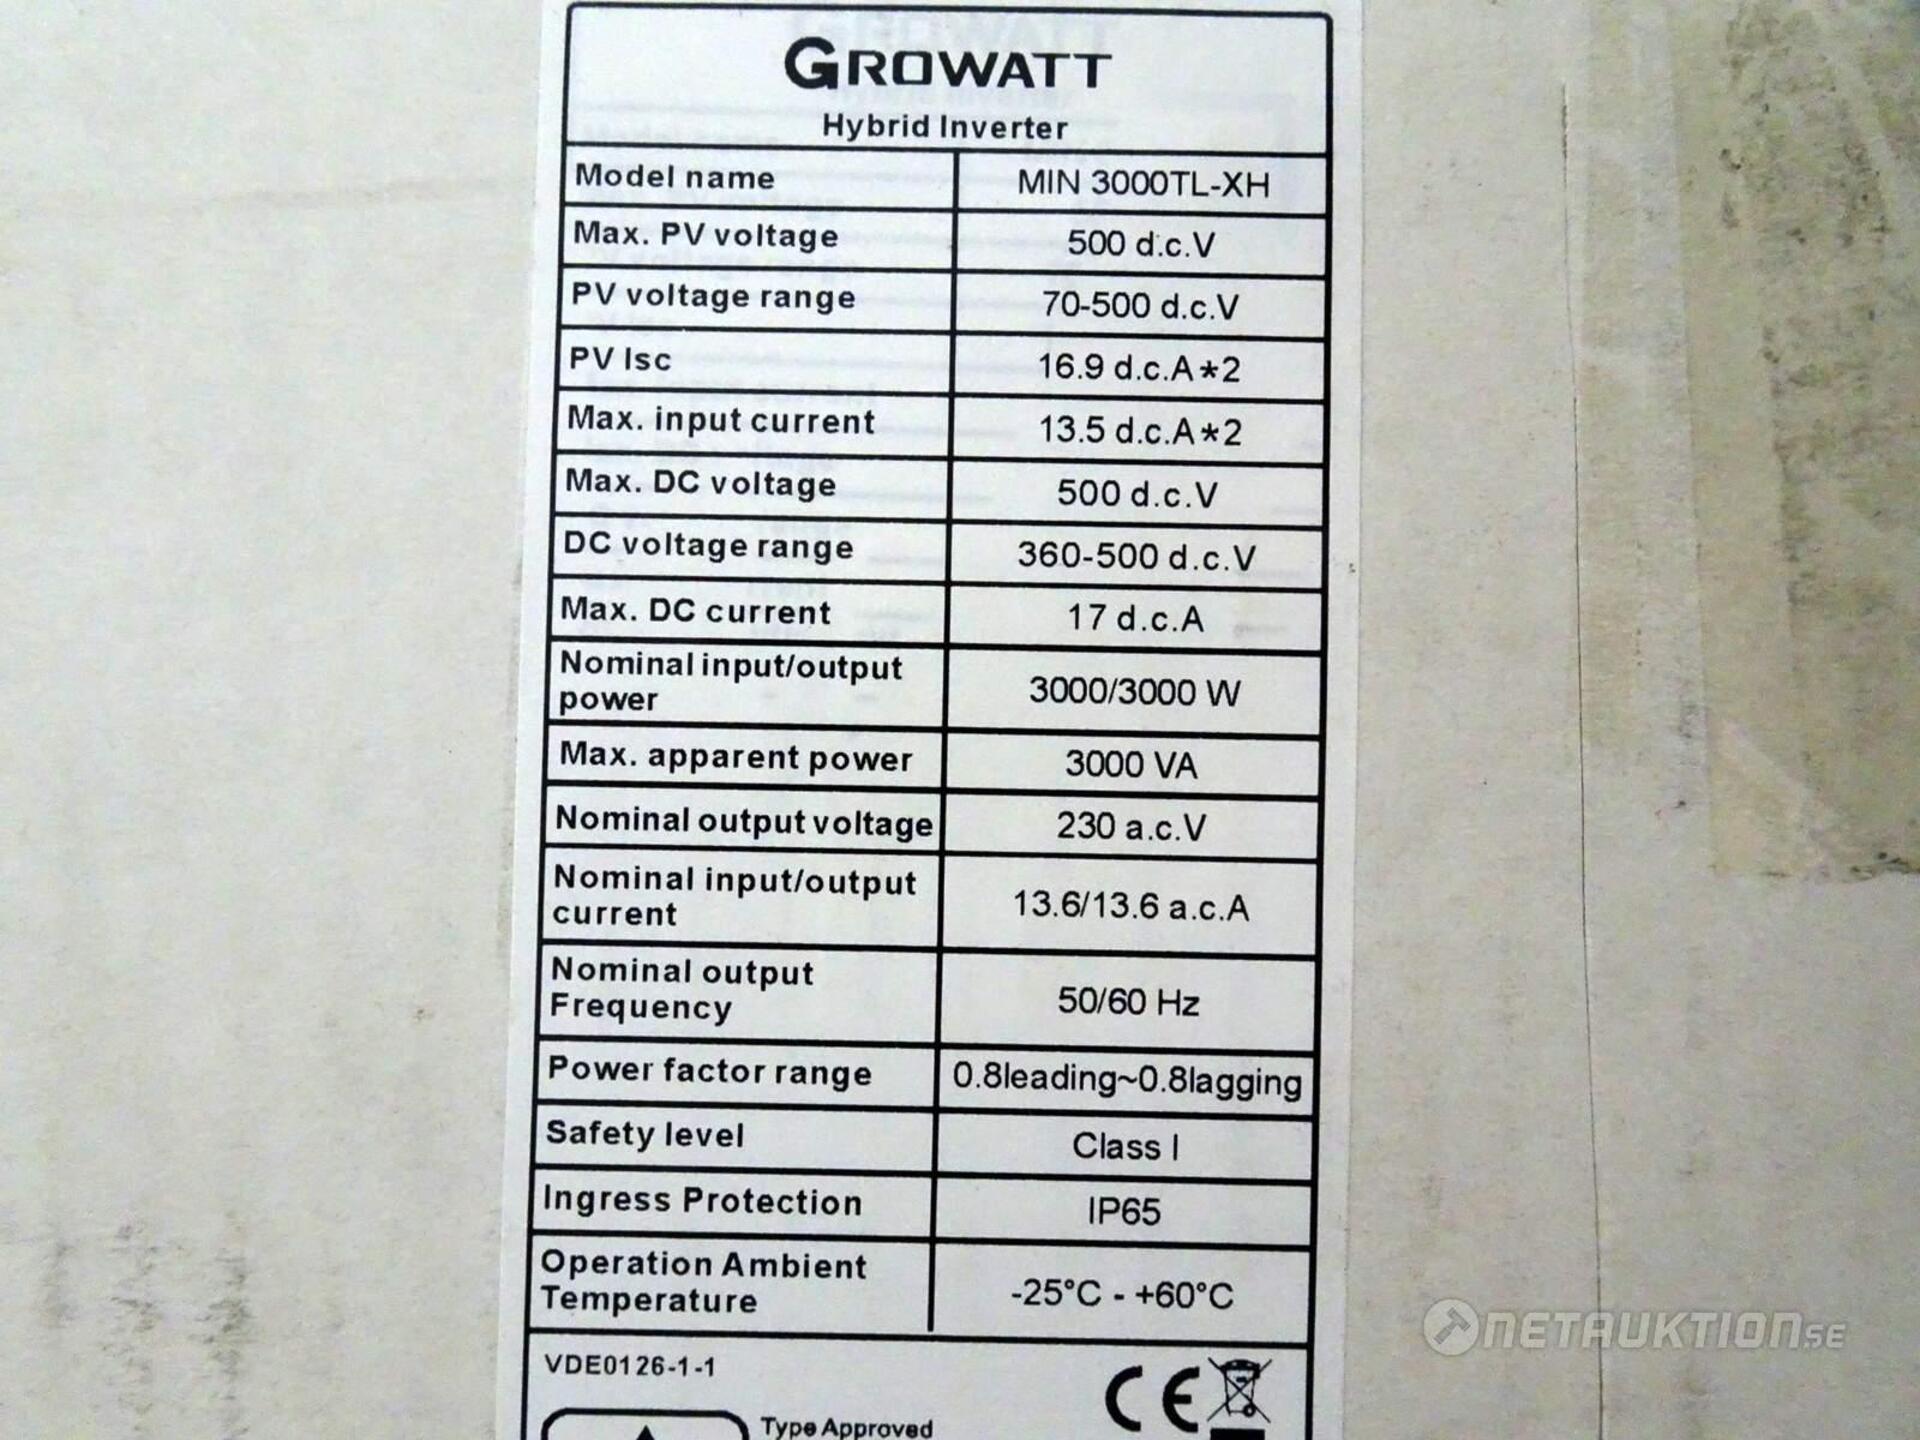 GROWATT
Hybrid Inverter
Model name MIN 3000TL-XH
Max. PV voltage 500 d.c.V
PV voltage range 70-500 d.c.V
PV Isc 16.9 d.c.A*2
Max. input current 13.5 d.c.A*2
Max. DC voltage 500 d.c.V
DC voltage range 360-500 d.c.V
Max. DC current 17 d.c.A
Nominal input/output
power 3000/3000 W
Max. apparent power 3000 VA
Nominal output voltage 230 a.c.V
Nominal input/output
current 13.6/13.6 a.c.A
Nominal output
Frequency 50/60 Hz
Power factor range 0.8leading~0.8lagging
Safety level Class I
Ingress Protection IP65
Operation Ambient
Temperature -25°C - +60°C
VDE0126-1-1
CE
Type Approved
NETAUKTION.SE